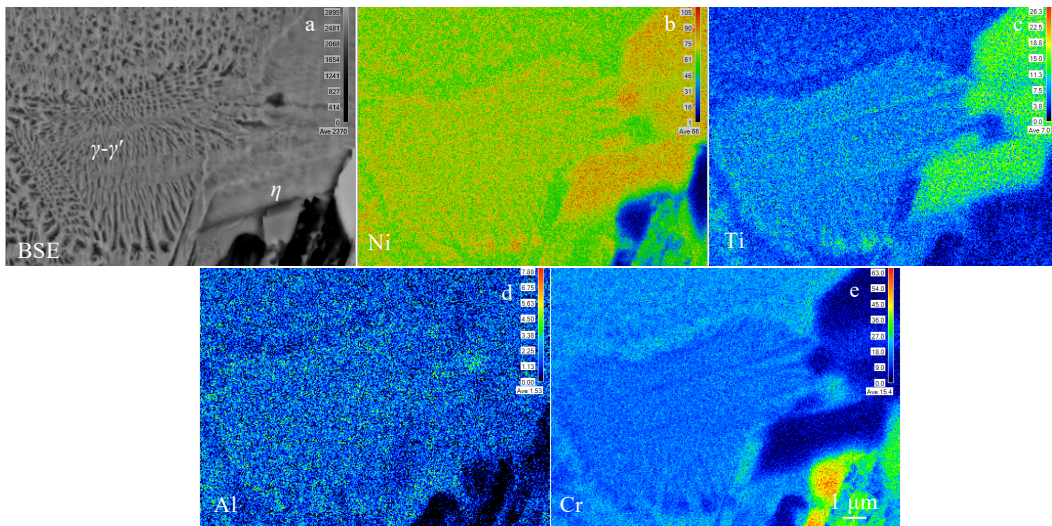 a
2895
2481
2068
1654
1241
827
414
0
Ave 2370
γ-γ′
η
BSE
b
105
90
75
61
46
31
16
1
Ave 66
Ni
c
26.3
22.5
18.8
15.0
11.3
7.5
3.8
0.0
Ave 7.0
Ti
d
7.88
6.75
5.63
4.50
3.38
2.25
1.13
0.00
Ave 1.53
Al
e
63.0
54.0
45.0
36.0
27.0
18.0
9.0
0.0
Ave 15.4
Cr
1 μm